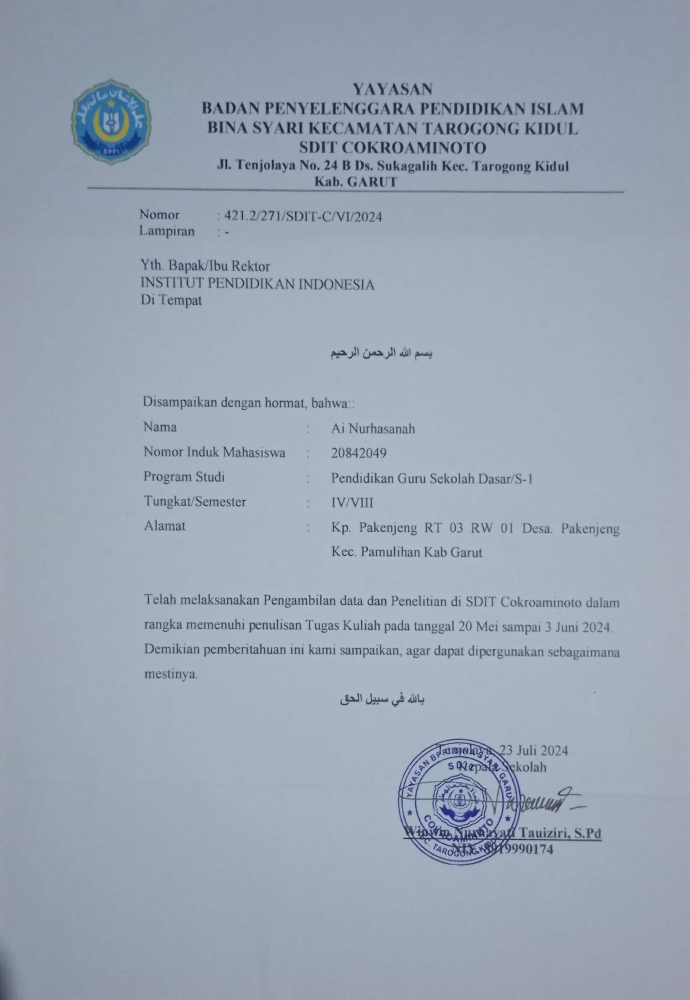 YAYASAN
BADAN PENYELENGGARA PENDIDIKAN ISLAM
BINA SYARI KECAMATAN TAROGONG KIDUL
SDIT COKROAMINOTO
Jl. Tenjolaya No. 24 B Ds. Sukagalih Kec. Tarogong Kidul
Kab. GARUT
BPPI
Nomor : 421.2/271/SDIT-C/VI/2024
Lampiran : -
Yth. Bapak/Ibu Rektor
INSTITUT PENDIDIKAN INDONESIA
Di Tempat
بسم الله الرحمن الرحيم
Disampaikan dengan hormat, bahwa::
Nama : Ai Nurhasanah
Nomor Induk Mahasiswa : 20842049
Program Studi : Pendidikan Guru Sekolah Dasar/S-1
Tungkat/Semester : IV/VIII
Alamat : Kp. Pakenjeng RT 03 RW 01 Desa. Pakenjeng
Kec. Pamulihan Kab Garut
Telah melaksanakan Pengambilan data dan Penelitian di SDIT Cokroaminoto dalam
rangka memenuhi penulisan Tugas Kuliah pada tanggal 20 Mei sampai 3 Juni 2024.
Demikian pemberitahuan ini kami sampaikan, agar dapat dipergunakan sebagaimana
mestinya.
بالله في سبيل الحق
Tenjolaya, 23 Juli 2024
Kepala Sekolah
YAYASAN BPPI BINA SYARI GARUT
SDIT
COKROAMINOTO
KEC. TAROGONG KIDUL
Winwin Nurhayati Tauiziri, S.Pd
8919990174